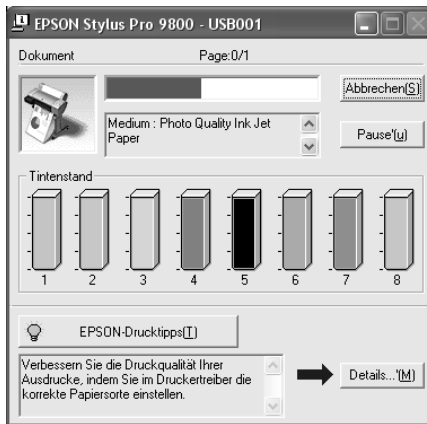 EPSON Stylus Pro 9800 - USB001
Dokument Page:0/1
Abbrechen(S)
Medium : Photo Quality Ink Jet
Paper
Pause'(u)
Tintenstand
1 2 3 4 5 6 7 8
EPSON-Drucktipps(T)
Verbessern Sie die Druckqualität Ihrer
Ausdrucke, indem Sie im Druckertreiber die
korrekte Papiersorte einstellen.
Details...'(M)